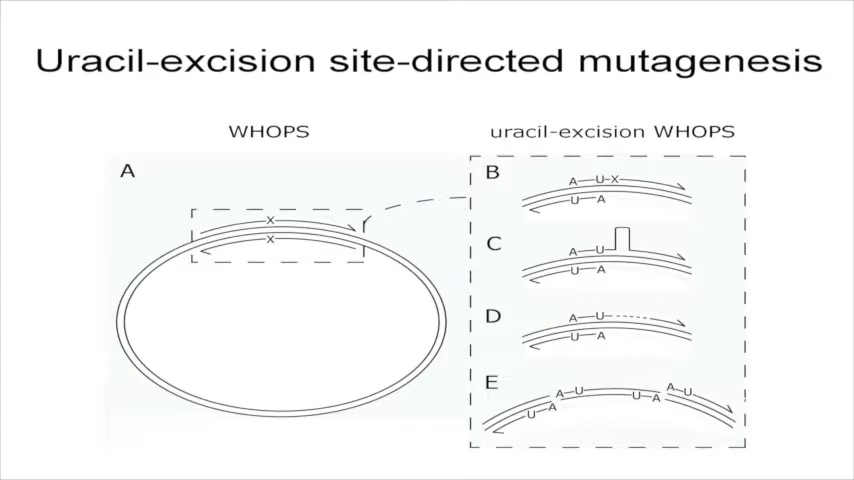 Uracil-excision site-directed mutagenesis
WHOPS
uracil-excision WHOPS
A
X
X
B
A U X
U A
C
A U
U A
D
A U
U A
E
A U
U A
U A
A U